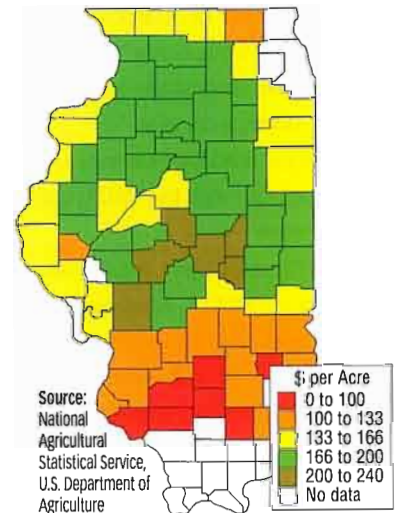 $ per Acre
0 to 100
100 to 133
133 to 166
166 to 200
200 to 240
No data
Source:
National
Agricultural
Statistical Service,
U.S. Department of
Agriculture